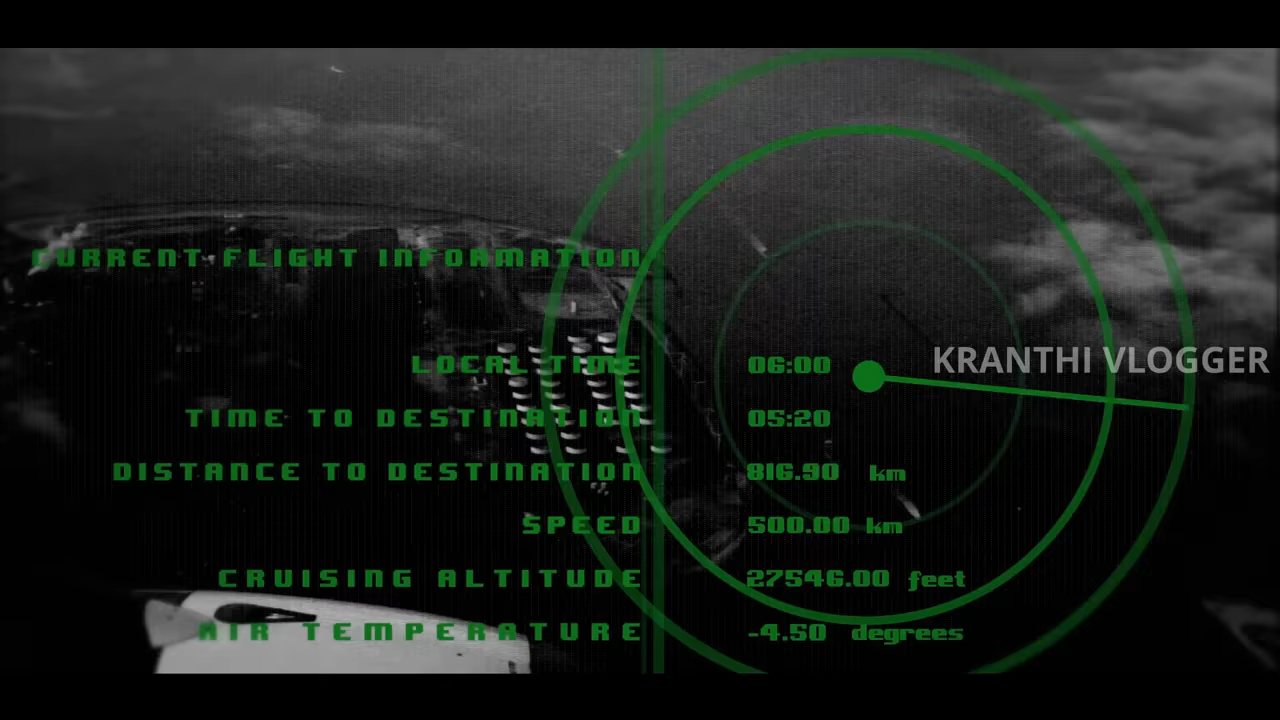 CURRENT FLIGHT INFORMATION
LOCAL TIME 06:00
KRANTHI VLOGGER
TIME TO DESTINATION 05:20
DISTANCE TO DESTINATION 816.90 km
SPEED 500.00 km
CRUISING ALTITUDE 27546.00 feet
AIR TEMPERATURE -4.50 degrees